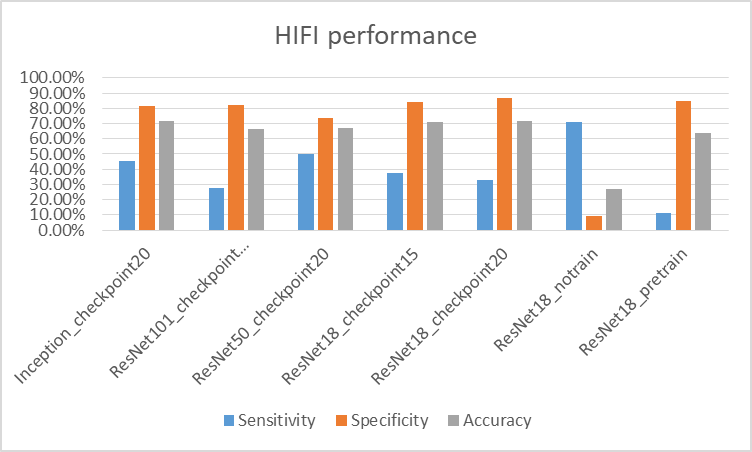 HIFI performance
100.00%
90.00%
80.00%
70.00%
60.00%
50.00%
40.00%
30.00%
20.00%
10.00%
0.00%
Inception_checkpoint20
ResNet101_checkpoint...
ResNet50_checkpoint20
ResNet18_checkpoint15
ResNet18_checkpoint20
ResNet18_notrain
ResNet18_pretrain
Sensitivity Specificity Accuracy